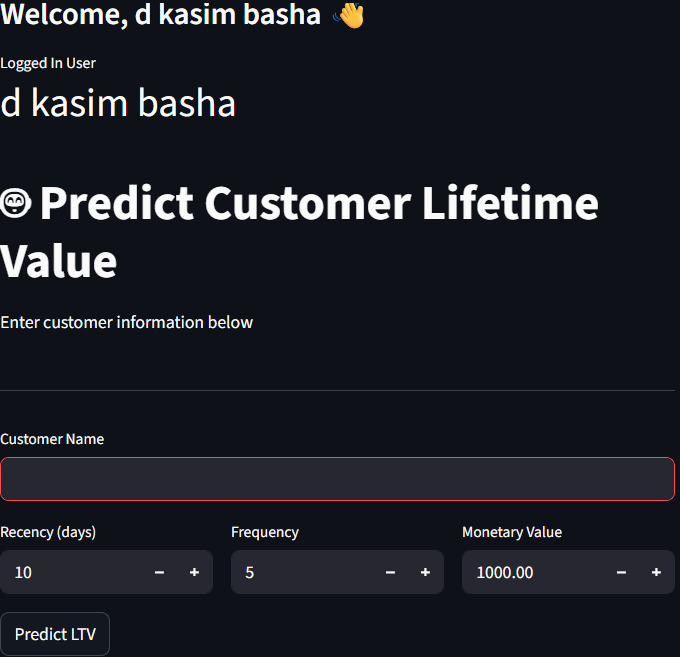 Welcome, d kasim basha 👋
Logged In User
d kasim basha
Predict Customer Lifetime
Value
Enter customer information below
Customer Name
Recency (days) Frequency Monetary Value
10 − + 5 − + 1000.00 − +
Predict LTV